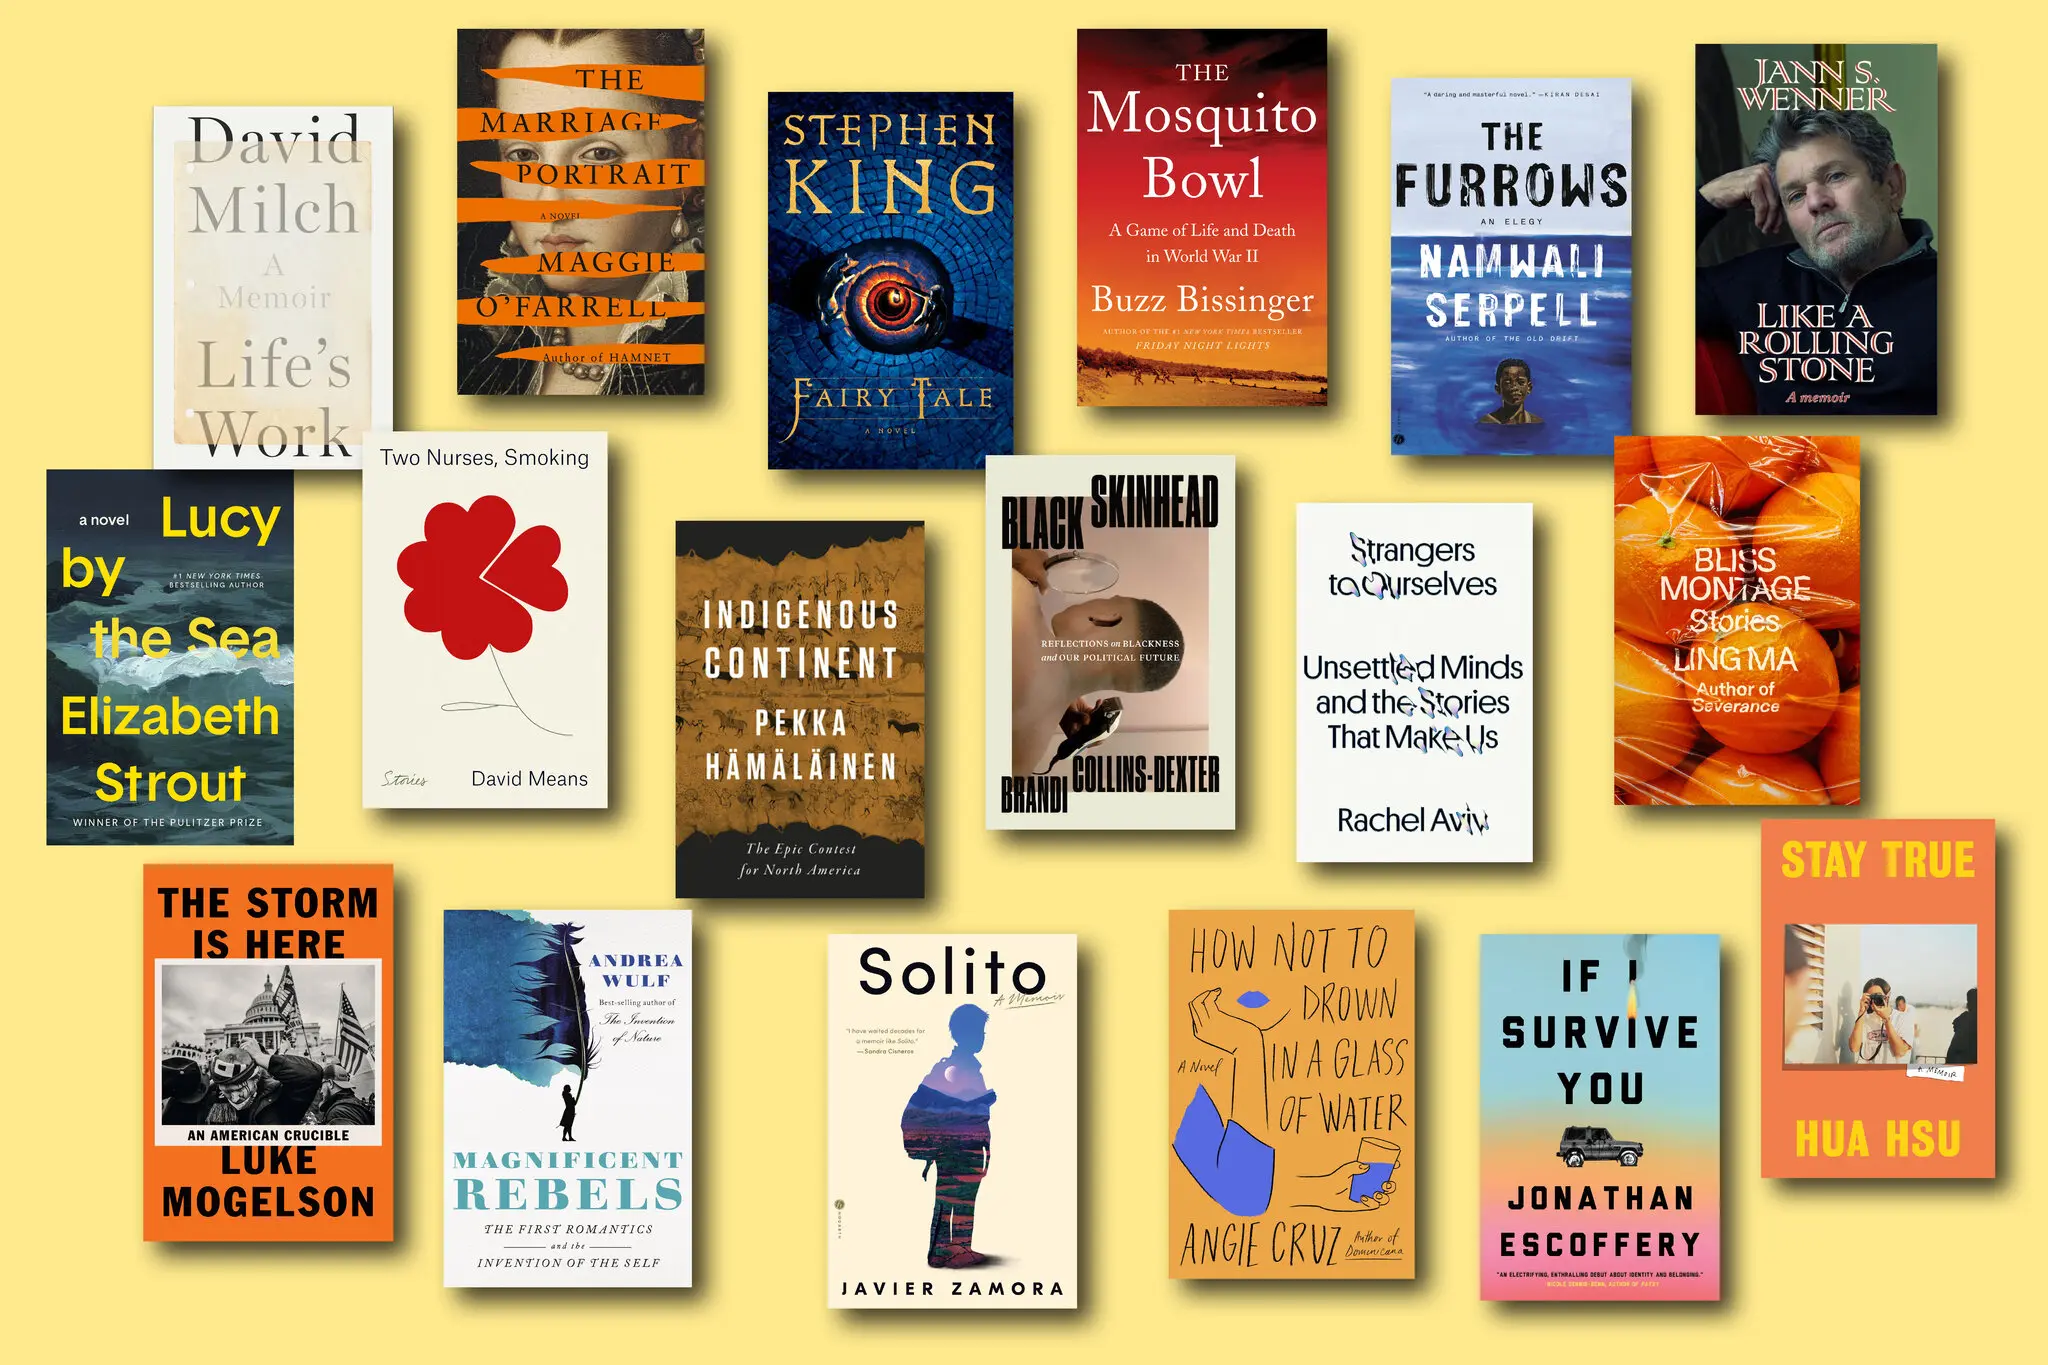 David
Milch
A
Memoir
Life's
Work
THE
MARRIAGE
PORTRAIT
A NOVEL
MAGGIE
O'FARRELL
Author of HAMNET
STEPHEN
KING
FAIRY TALE
A NOVEL
THE
Mosquito
Bowl
A Game of Life and Death
in World War II
Buzz Bissinger
AUTHOR OF THE #1 NEW YORK TIMES BESTSELLER
FRIDAY NIGHT LIGHTS
"A daring and masterful novel." —KIRAN DESAI
THE
FURROWS
AN ELEGY
NAMWALI
SERPELL
AUTHOR OF THE OLD DRIFT
JANN S.
WENNER
LIKE A
ROLLING
STONE
A memoir
a novel
Lucy
by
#1 NEW YORK TIMES
BESTSELLING AUTHOR
the Sea
Elizabeth
Strout
WINNER OF THE PULITZER PRIZE
Two Nurses, Smoking
Stories
David Means
INDIGENOUS
CONTINENT
PEKKA
HÄMÄLÄINEN
The Epic Contest
for North America
BLACK SKINHEAD
REFLECTIONS on BLACKNESS
and OUR POLITICAL FUTURE
BRANDI COLLINS-DEXTER
Strangers
to Ourselves
Unsettled Minds
and the Stories
That Make Us
Rachel Aviv
BLISS
MONTAGE
Stories
LING MA
Author of
Severance
THE STORM
IS HERE
AN AMERICAN CRUCIBLE
LUKE
MOGELSON
ANDREA
WULF
Best-selling author of
The Invention
of Nature
MAGNIFICENT
REBELS
THE FIRST ROMANTICS
and the
INVENTION OF THE SELF
Solito
A Memoir
"I have waited decades for
a memoir like Solito."
—Sandra Cisneros
JAVIER ZAMORA
HOW NOT TO
DROWN
IN A GLASS
OF WATER
A Novel
ANGIE CRUZ
Author of
Dominicana
IF I
SURVIVE
YOU
JONATHAN
ESCOFFERY
"AN ELECTRIFYING, ENTHRALLING DEBUT ABOUT IDENTITY AND BELONGING."
STAY TRUE
A MEMOIR
HUA HSU